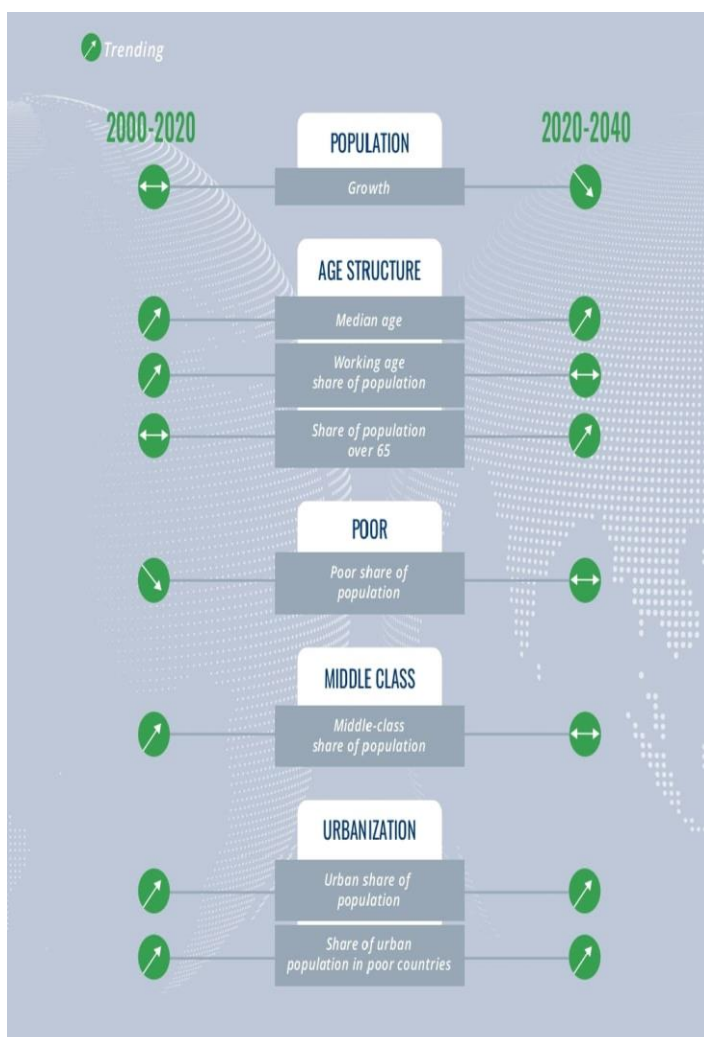 Trending
2000-2020
POPULATION
2020-2040
Growth
AGE STRUCTURE
Median age
Working age
share of population
Share of population
over 65
POOR
Poor share of
population
MIDDLE CLASS
Middle-class
share of population
URBANIZATION
Urban share of
population
Share of urban
population in poor countries